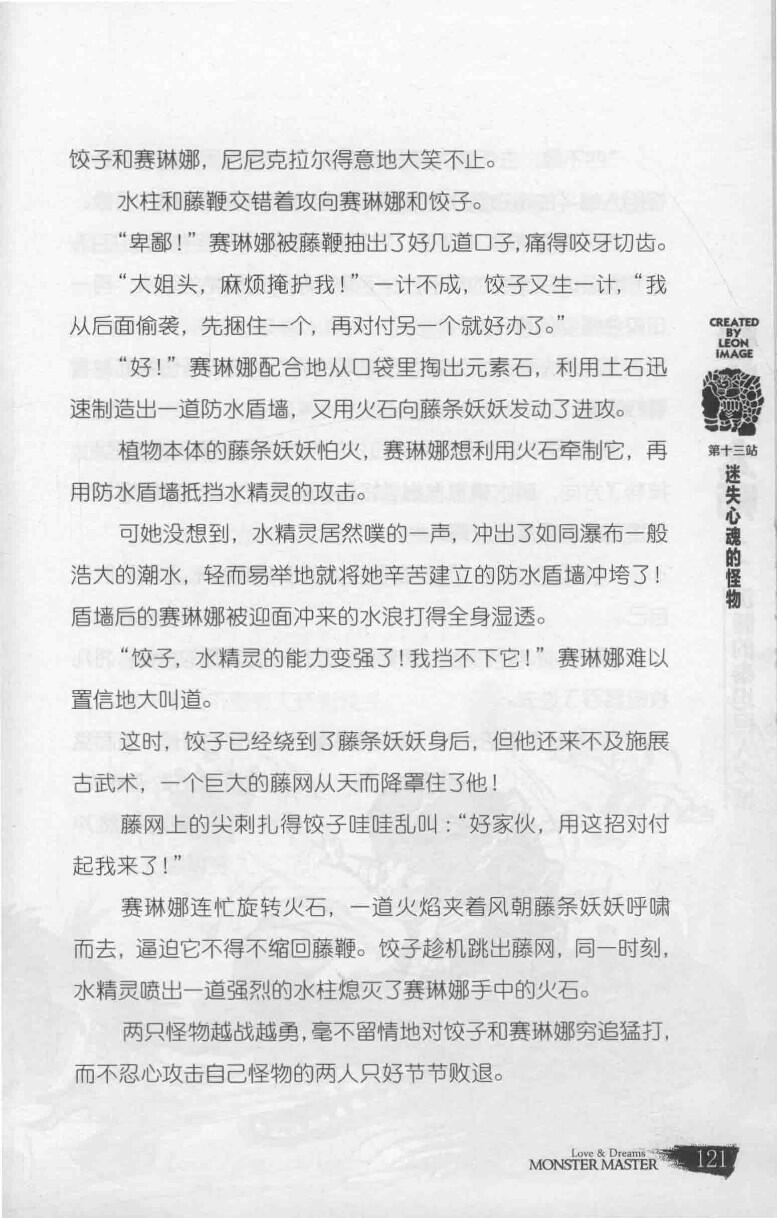 饺子和赛琳娜，尼尼克拉尔得意地大笑不止。
水柱和藤鞭交错着攻向赛琳娜和饺子。
“卑鄙！”赛琳娜被藤鞭抽出了好几道口子，痛得咬牙切齿。
“大姐头，麻烦掩护我！”一计不成，饺子又生一计，“我
从后面偷袭，先捆住一个，再对付另一个就好办了。”
“好！”赛琳娜配合地从口袋里掏出元素石，利用土石迅
速制造出一道防水盾墙，又用火石向藤条妖妖发动了进攻。
植物本体的藤条妖妖怕火，赛琳娜想利用火石牵制它，再
用防水盾墙抵挡水精灵的攻击。
可她没想到，水精灵居然噗的一声，冲出了如同瀑布一般
浩大的潮水，轻而易举地就将她辛苦建立的防水盾墙冲垮了！
盾墙后的赛琳娜被迎面冲来的水浪打得全身湿透。
“饺子，水精灵的能力变强了！我挡不下它！”赛琳娜难以
置信地大叫道。
这时，饺子已经绕到了藤条妖妖身后，但他还来不及施展
古武术，一个巨大的藤网从天而降罩住了他！
藤网上的尖刺扎得饺子哇哇乱叫：“好家伙，用这招对付
起我来了！”
赛琳娜连忙旋转火石，一道火焰夹着风朝藤条妖妖呼啸
而去，逼迫它不得不缩回藤鞭。饺子趁机跳出藤网，同一时刻，
水精灵喷出一道强烈的水柱熄灭了赛琳娜手中的火石。
两只怪物越战越勇，毫不留情地对饺子和赛琳娜穷追猛打，
而不忍心攻击自己怪物的两人只好节节败退。
CREATED
BY
LEON
IMAGE
第十三站
迷失心魂的怪物
Love & Dreams
MONSTER MASTER
121